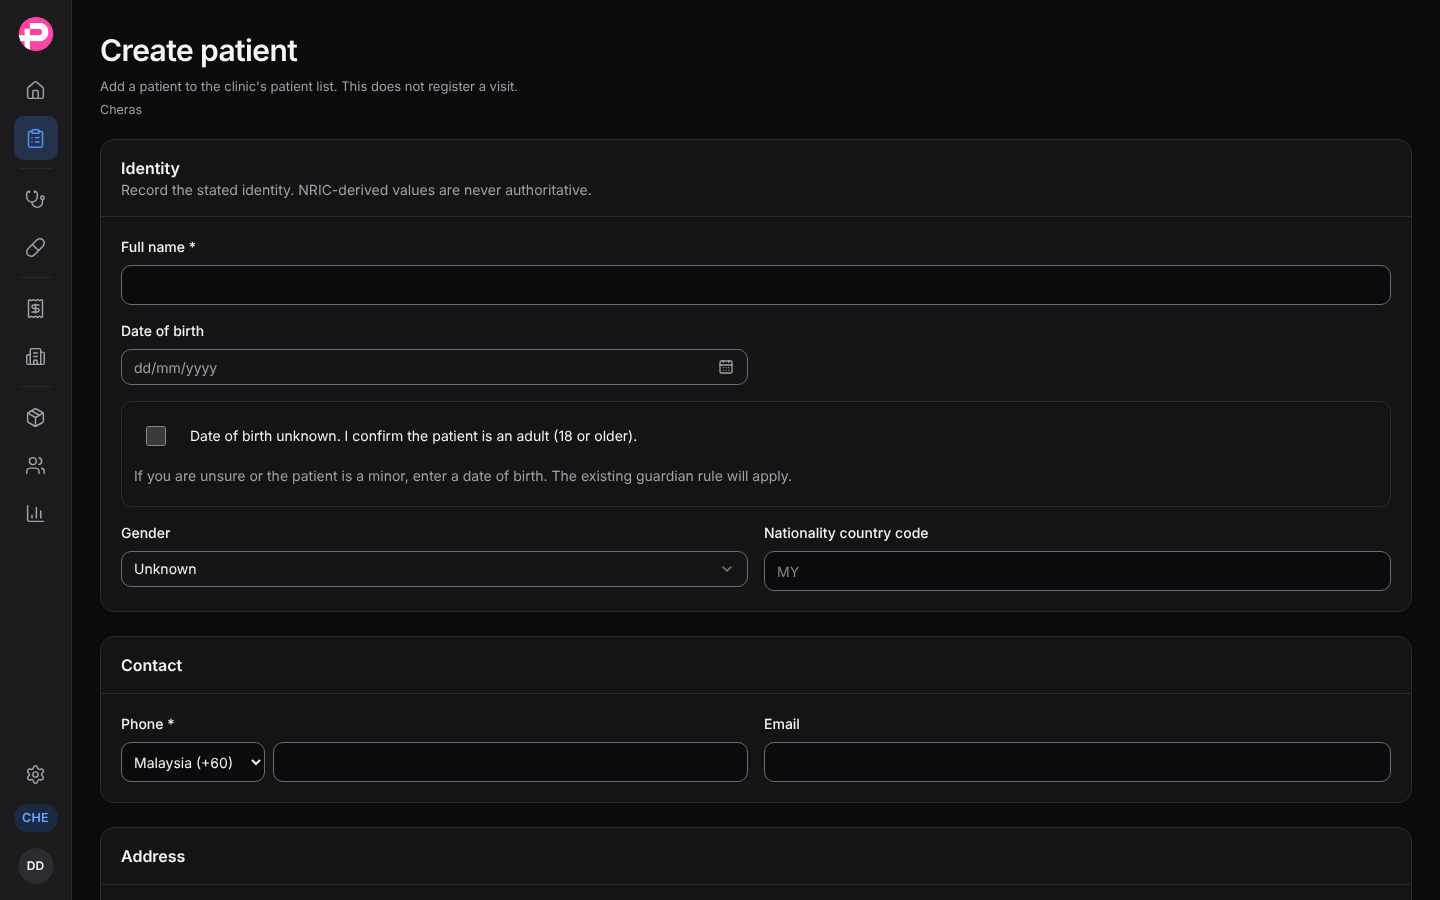 Create patient
Add a patient to the clinic's patient list. This does not register a visit.
Cheras
Identity
Record the stated identity. NRIC-derived values are never authoritative.
Full name *
Date of birth
dd/mm/yyyy
Date of birth unknown. I confirm the patient is an adult (18 or older).
If you are unsure or the patient is a minor, enter a date of birth. The existing guardian rule will apply.
Gender
Nationality country code
Unknown
MY
Contact
Phone *
Email
Malaysia (+60)
CHE
Address
DD